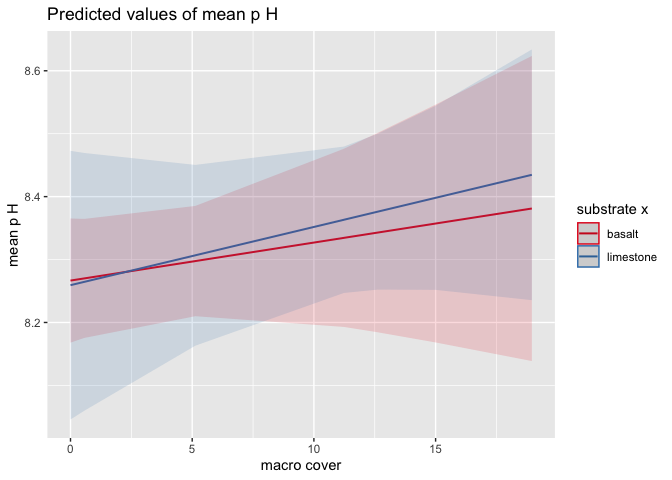 Predicted values of mean p H
mean p H
8.6
8.4
8.2
0
5
10
15
macro cover
substrate x
basalt
limestone